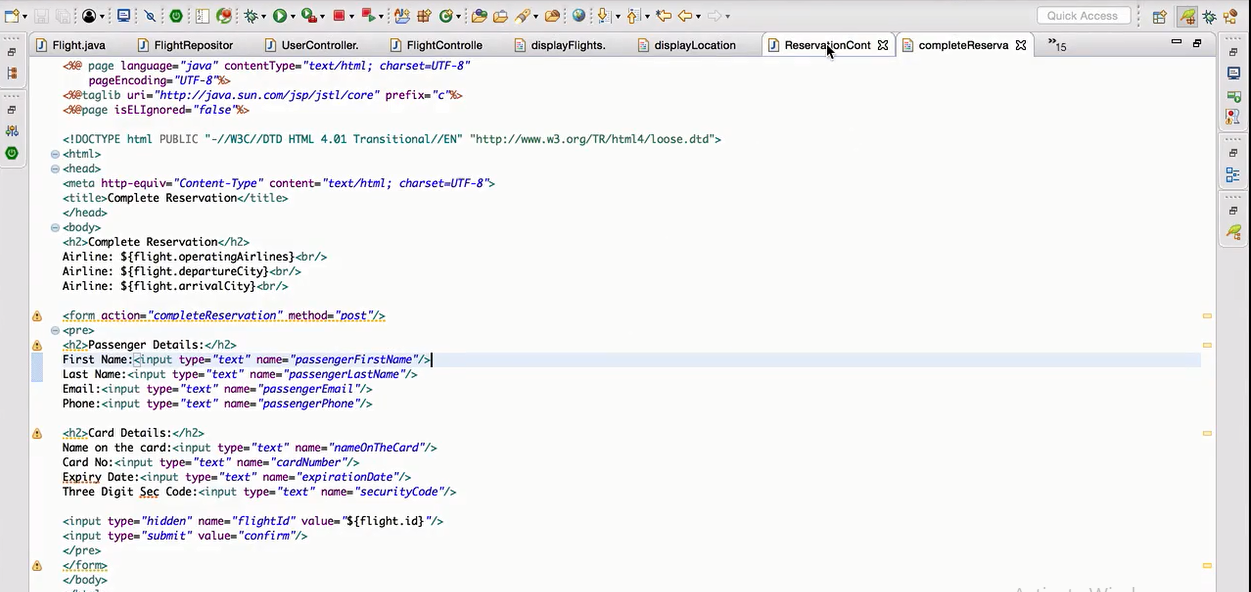 Quick Access
Flight.java
FlightRepositor
UserController.
FlightControlle
displayFlights.
displayLocation
ReservationCont
completeReserva
»15
<%@ page language="java" contentType="text/html; charset=UTF-8"
pageEncoding="UTF-8"%>
<%@taglib uri="http://java.sun.com/jsp/jstl/core" prefix="c"%>
<%@page isELIgnored="false"%>
<!DOCTYPE html PUBLIC "-//W3C//DTD HTML 4.01 Transitional//EN" "http://www.w3.org/TR/html4/loose.dtd">
<html>
<head>
<meta http-equiv="Content-Type" content="text/html; charset=UTF-8">
<title>Complete Reservation</title>
</head>
<body>
<h2>Complete Reservation</h2>
Airline: ${flight.operatingAirlines}<br/>
Airline: ${flight.departureCity}<br/>
Airline: ${flight.arrivalCity}<br/>
<form action="completeReservation" method="post"/>
<pre>
<h2>Passenger Details:</h2>
First Name:<input type="text" name="passengerFirstName"/>
Last Name:<input type="text" name="passengerLastName"/>
Email:<input type="text" name="passengerEmail"/>
Phone:<input type="text" name="passengerPhone"/>
<h2>Card Details:</h2>
Name on the card:<input type="text" name="nameOnTheCard"/>
Card No:<input type="text" name="cardNumber"/>
Expiry Date:<input type="text" name="expirationDate"/>
Three Digit Sec Code:<input type="text" name="securityCode"/>
<input type="hidden" name="flightId" value="${flight.id}"/>
<input type="submit" value="confirm"/>
</pre>
</form>
</body>